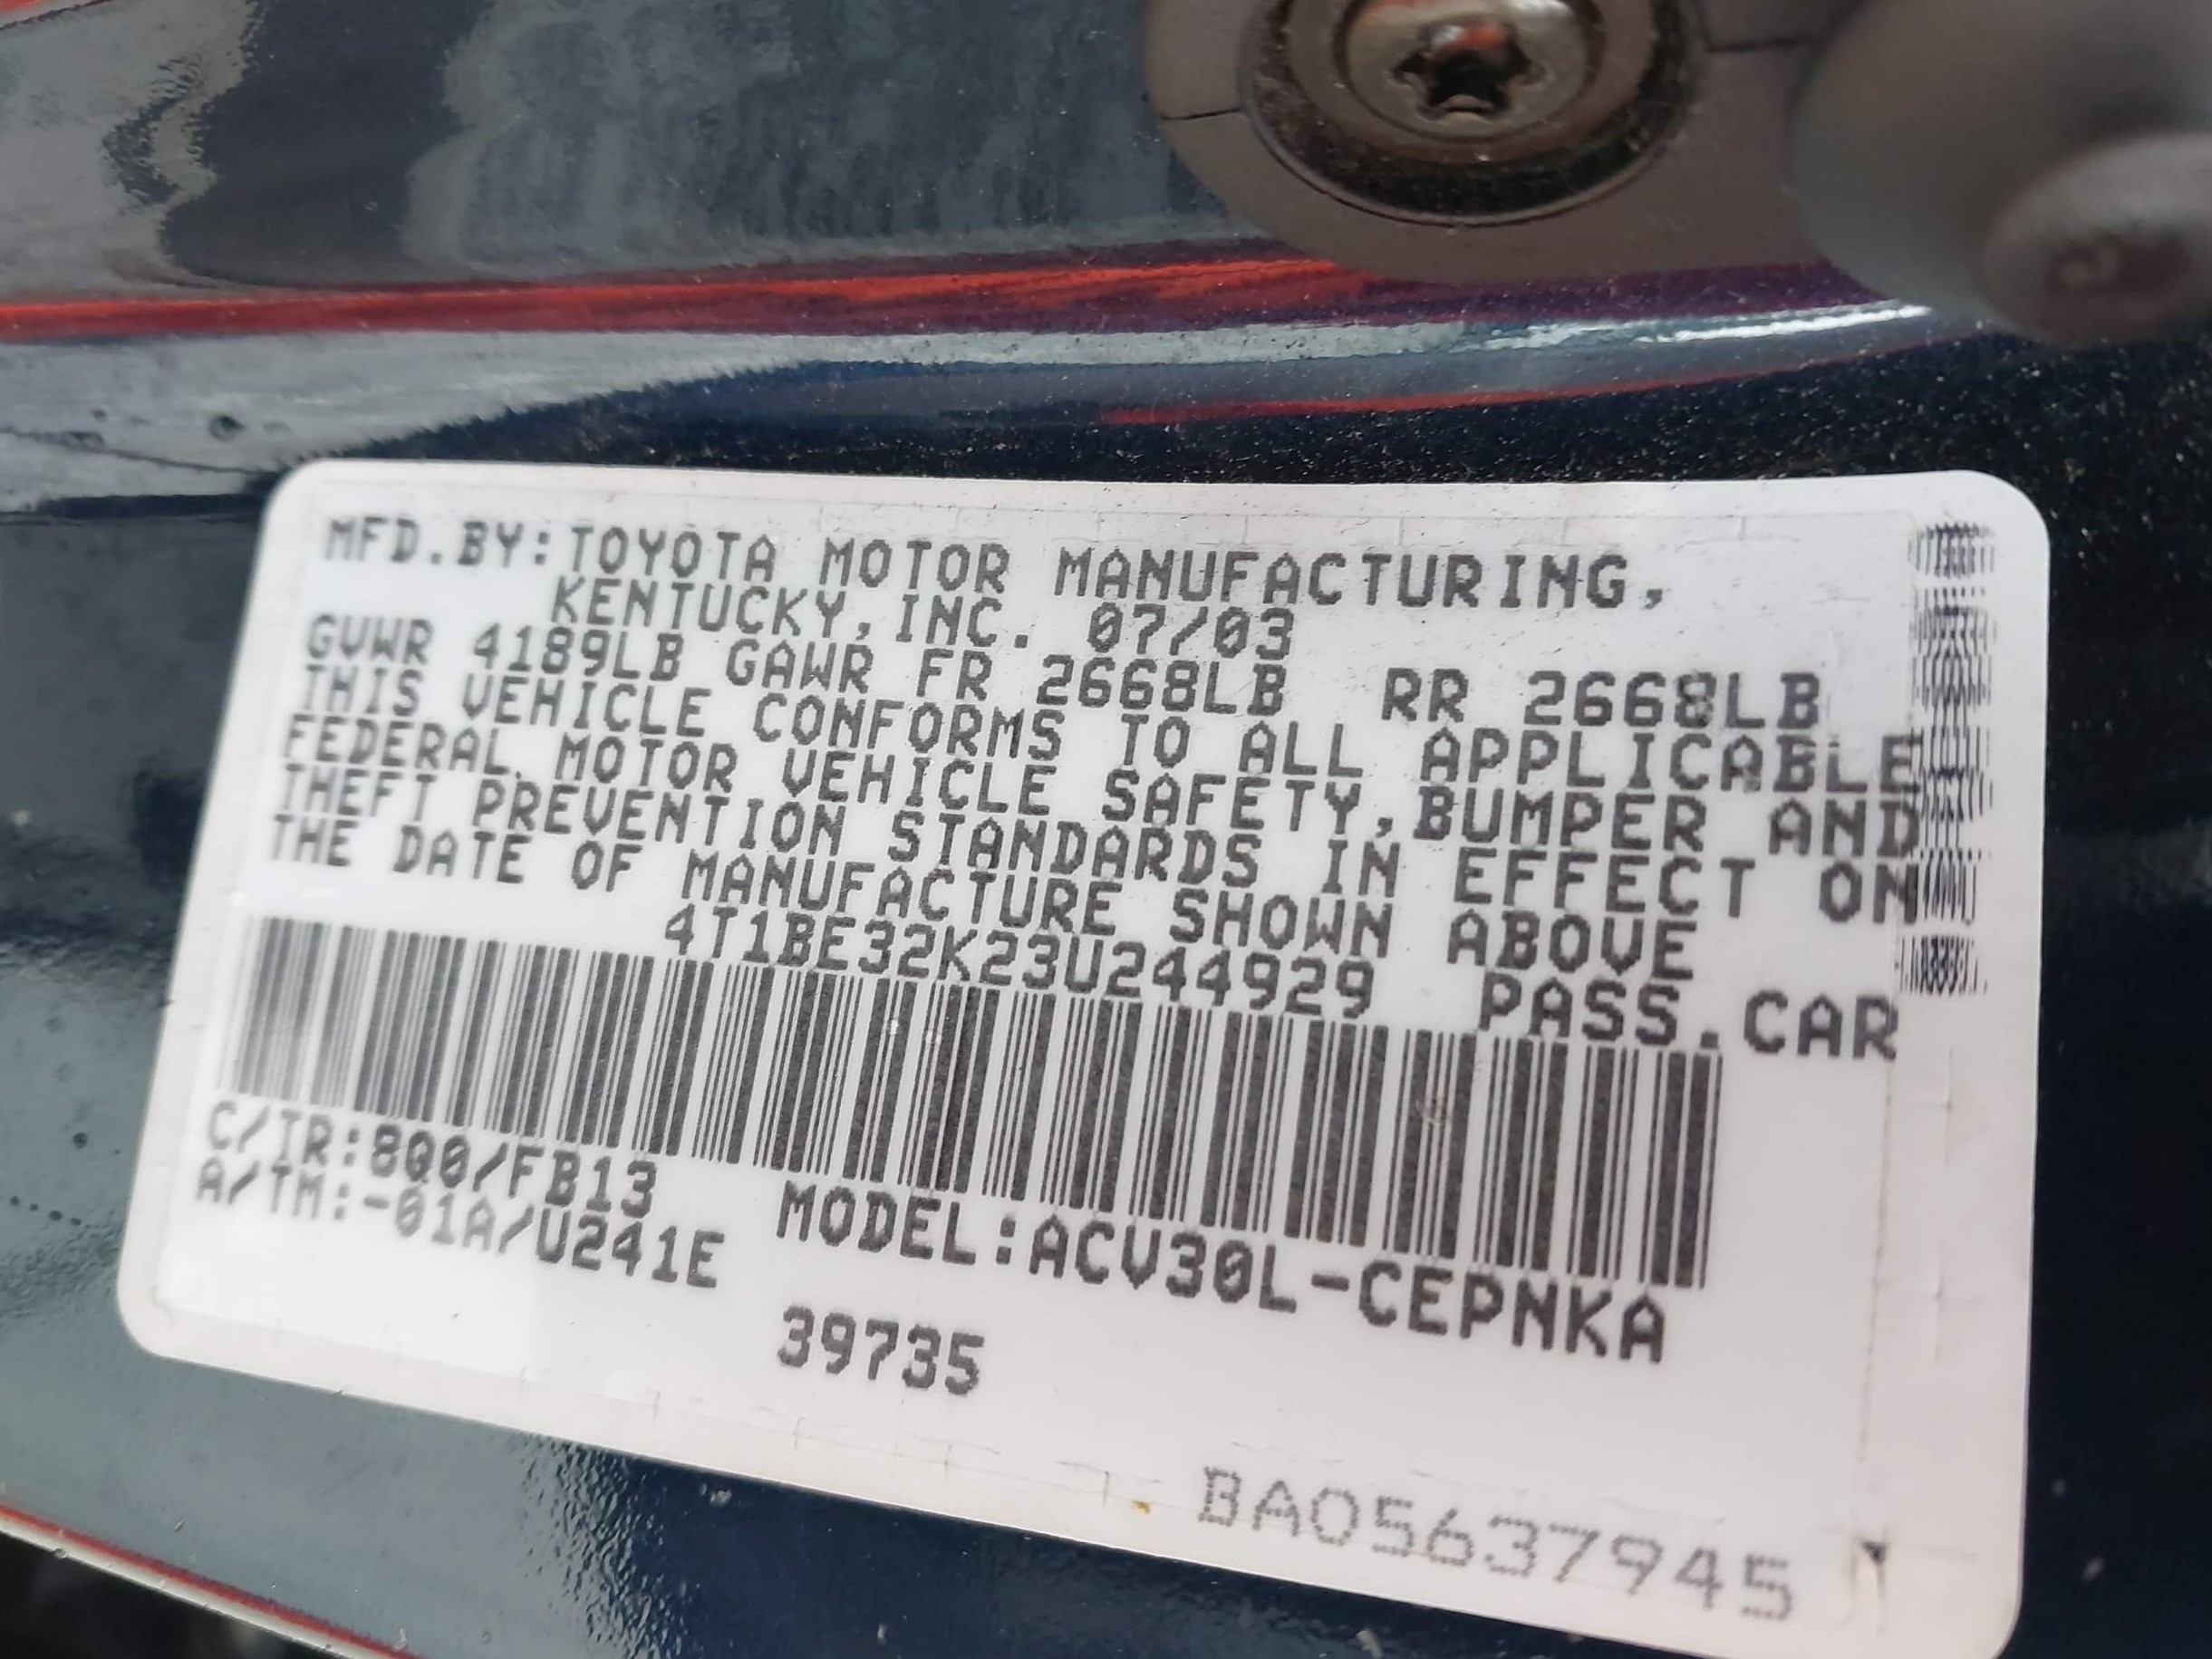 MFD.BY:TOYOTA MOTOR MANUFACTURING,
KENTUCKY,INC. 07/03
GVWR 4189LB GAWR FR 2668LB RR 2668LB
THIS VEHICLE CONFORMS TO ALL APPLICABLE
FEDERAL MOTOR VEHICLE SAFETY,BUMPER AND
THEFT PREVENTION STANDARDS IN EFFECT ON
THE DATE OF MANUFACTURE SHOWN ABOVE
4T1BE32K23U244929 PASS.CAR
C/TR:8Q0/FB13
A/TM:-01A/U241E MODEL:ACV30L-CEPNKA
39735
BA05637945